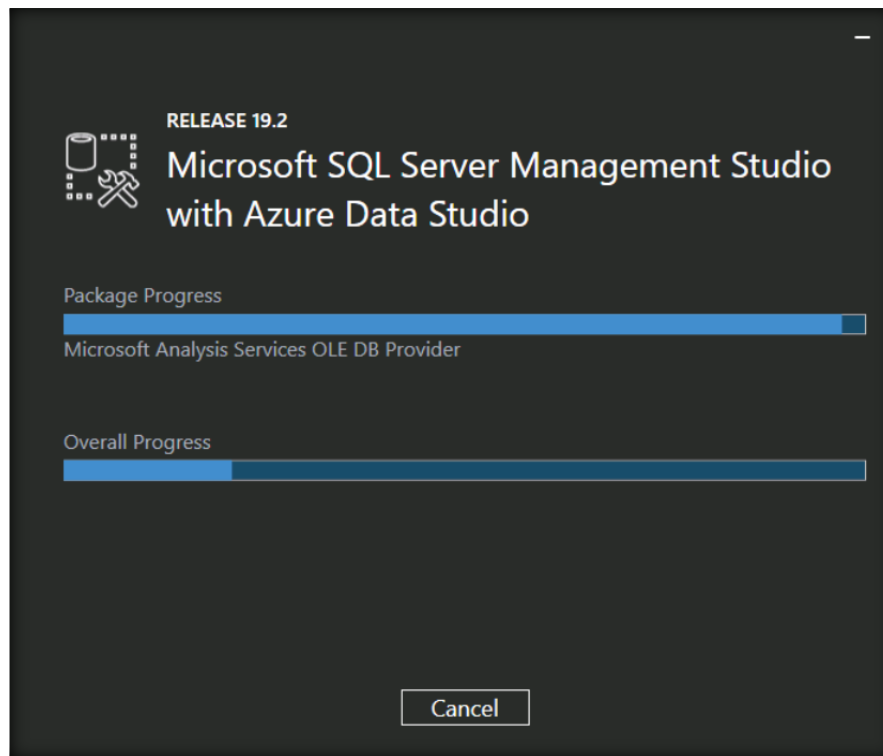 RELEASE 19.2
Microsoft SQL Server Management Studio
with Azure Data Studio
Package Progress
Microsoft Analysis Services OLE DB Provider
Overall Progress
Cancel